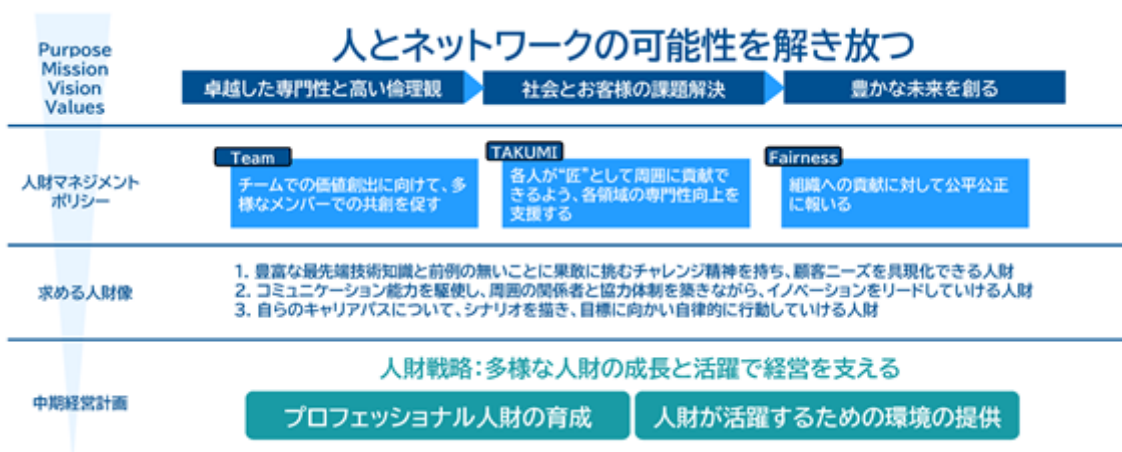 Purpose
Mission
Vision
Values
人とネットワークの可能性を解き放つ
卓越した専門性と高い倫理観
社会とお客様の課題解決
豊かな未来を創る
人財マネジメント
ポリシー
Team
チームでの価値創出に向けて、多
様なメンバーでの共創を促す
TAKUMI
各人が“匠”として周囲に貢献で
きるよう、各領域の専門性向上を
支援する
Fairness
組織への貢献に対して公平公正
に報いる
求める人財像
1. 豊富な最先端技術知識と前例の無いことに果敢に挑むチャレンジ精神を持ち、顧客ニーズを具現化できる人財
2. コミュニケーション能力を駆使し、周囲の関係者と協力体制を築きながら、イノベーションをリードしていける人財
3. 自らのキャリアパスについて、シナリオを描き、目標に向かい自律的に行動していける人財
中期経営計画
人財戦略：多様な人財の成長と活躍で経営を支える
プロフェッショナル人財の育成
人財が活躍するための環境の提供